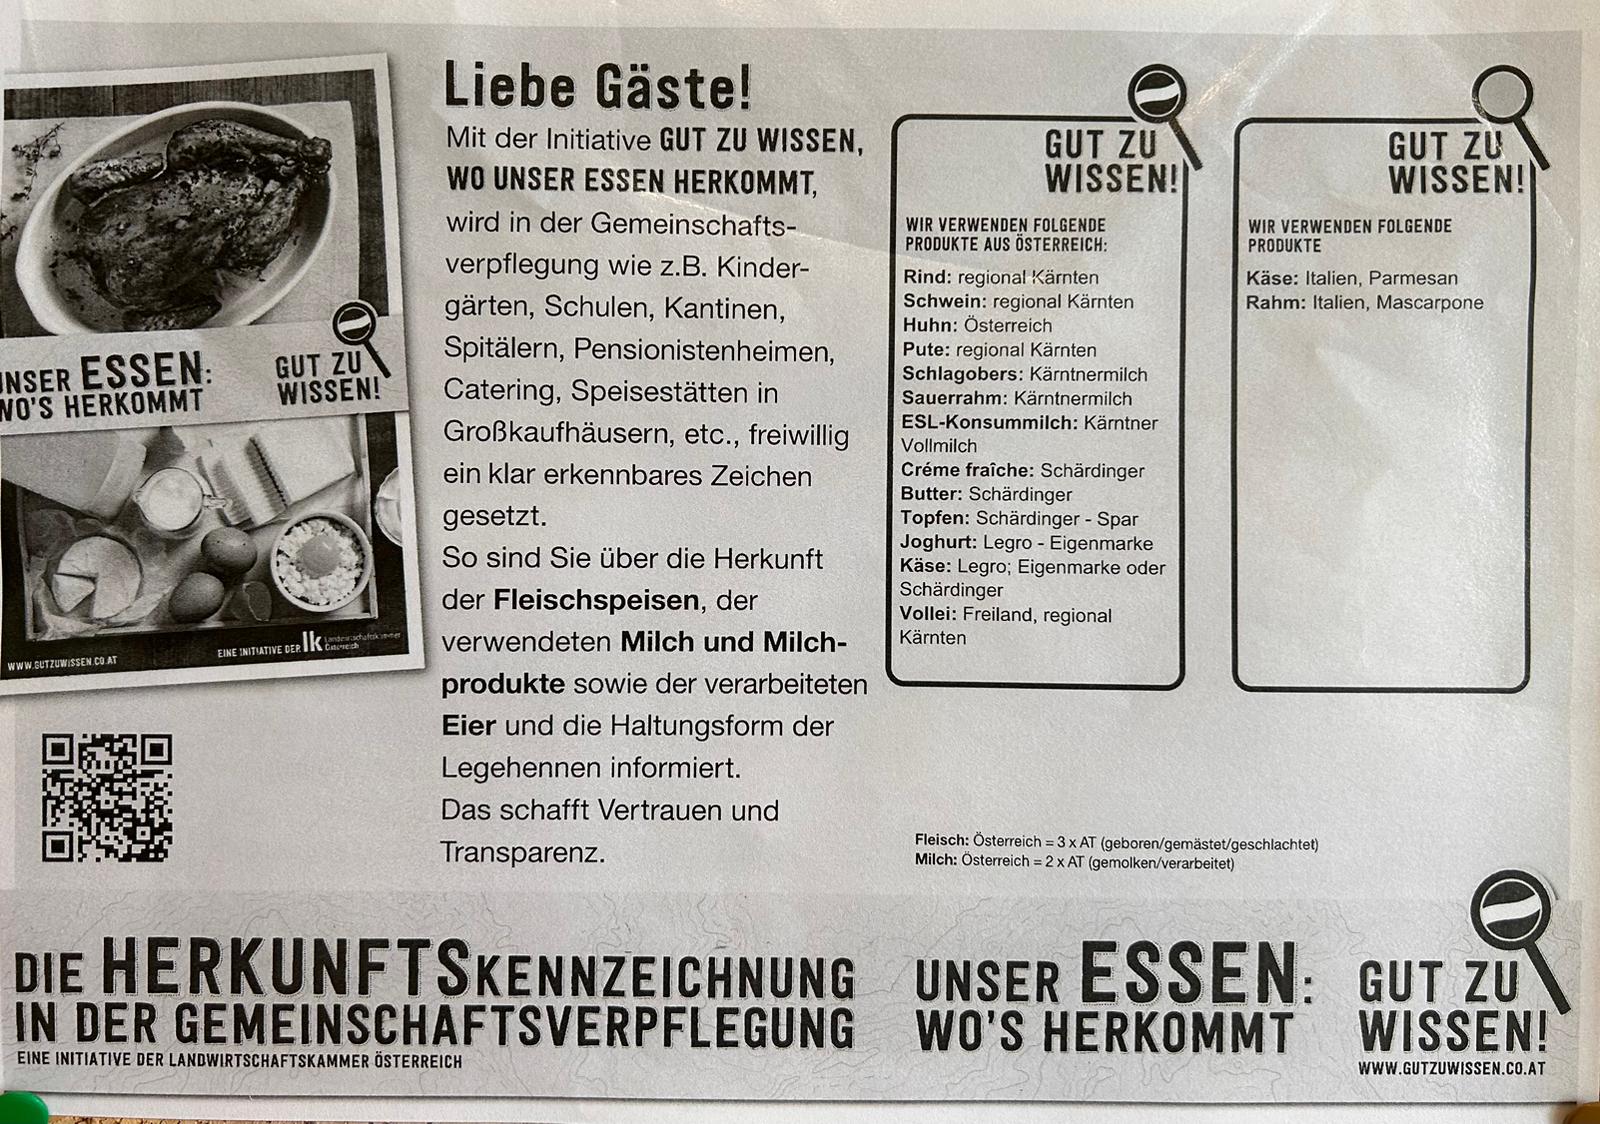 UNSER ESSEN:
WO'S HERKOMMT
GUT ZU
WISSEN!
WWW.GUTZUWISSEN.CO.AT
EINE INITIATIVE DER lk Landwirtschaftskammer
Österreich
Liebe Gäste!
Mit der Initiative GUT ZU WISSEN,
WO UNSER ESSEN HERKOMMT,
wird in der Gemeinschafts-
verpflegung wie z.B. Kinder-
gärten, Schulen, Kantinen,
Spitälern, Pensionistenheimen,
Catering, Speisestätten in
Großkaufhäusern, etc., freiwillig
ein klar erkennbares Zeichen
gesetzt.
So sind Sie über die Herkunft
der Fleischspeisen, der
verwendeten Milch und Milch-
produkte sowie der verarbeiteten
Eier und die Haltungsform der
Legehennen informiert.
Das schafft Vertrauen und
Transparenz.
GUT ZU
WISSEN!
WIR VERWENDEN FOLGENDE
PRODUKTE AUS ÖSTERREICH:
Rind: regional Kärnten
Schwein: regional Kärnten
Huhn: Österreich
Pute: regional Kärnten
Schlagobers: Kärntnermilch
Sauerrahm: Kärntnermilch
ESL-Konsummilch: Kärntner
Vollmilch
Créme fraîche: Schärdinger
Butter: Schärdinger
Topfen: Schärdinger - Spar
Joghurt: Legro - Eigenmarke
Käse: Legro; Eigenmarke oder
Schärdinger
Vollei: Freiland, regional
Kärnten
GUT ZU
WISSEN!
WIR VERWENDEN FOLGENDE
PRODUKTE
Käse: Italien, Parmesan
Rahm: Italien, Mascarpone
Fleisch: Österreich = 3 x AT (geboren/gemästet/geschlachtet)
Milch: Österreich = 2 x AT (gemolken/verarbeitet)
DIE HERKUNFTSKENNZEICHNUNG
IN DER GEMEINSCHAFTSVERPFLEGUNG
EINE INITIATIVE DER LANDWIRTSCHAFTSKAMMER ÖSTERREICH
UNSER ESSEN:
WO'S HERKOMMT
GUT ZU
WISSEN!
WWW.GUTZUWISSEN.CO.AT